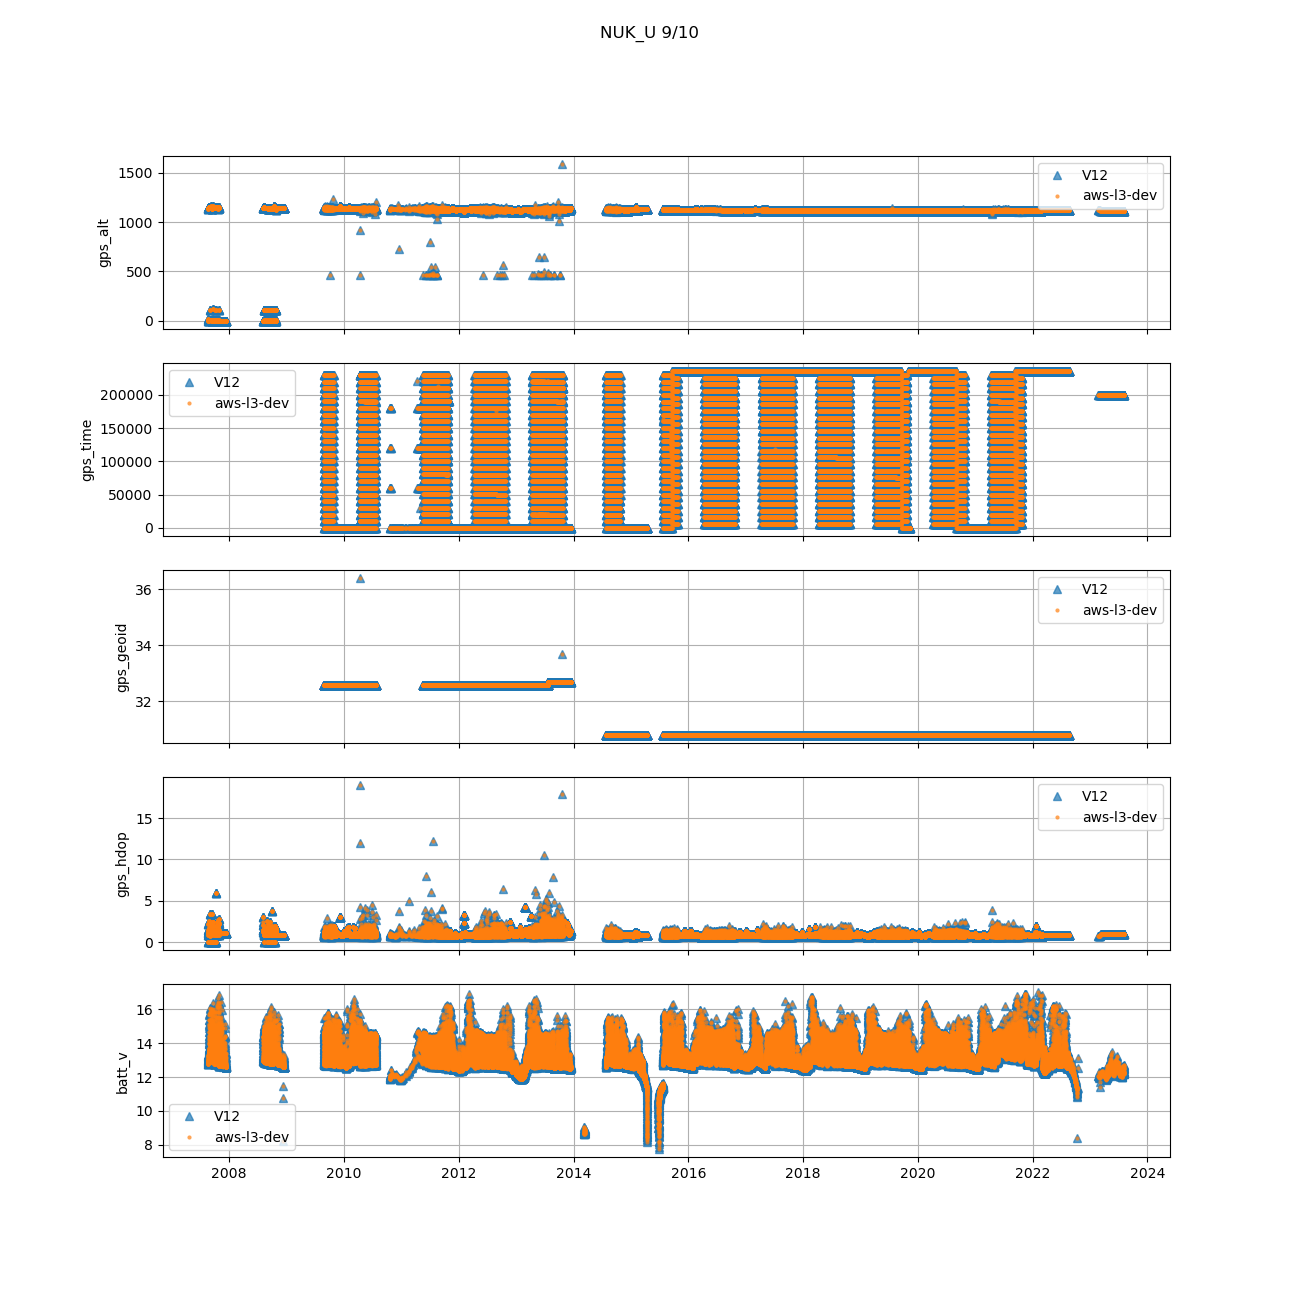 NUK_U 9/10
1500
1000
500
0
gps_alt
V12
aws-l3-dev
200000
150000
100000
50000
0
gps_time
V12
aws-l3-dev
36
34
32
gps_geoid
V12
aws-l3-dev
15
10
5
0
gps_hdop
V12
aws-l3-dev
16
14
12
10
8
batt_v
V12
aws-l3-dev
2008 2010 2012 2014 2016 2018 2020 2022 2024